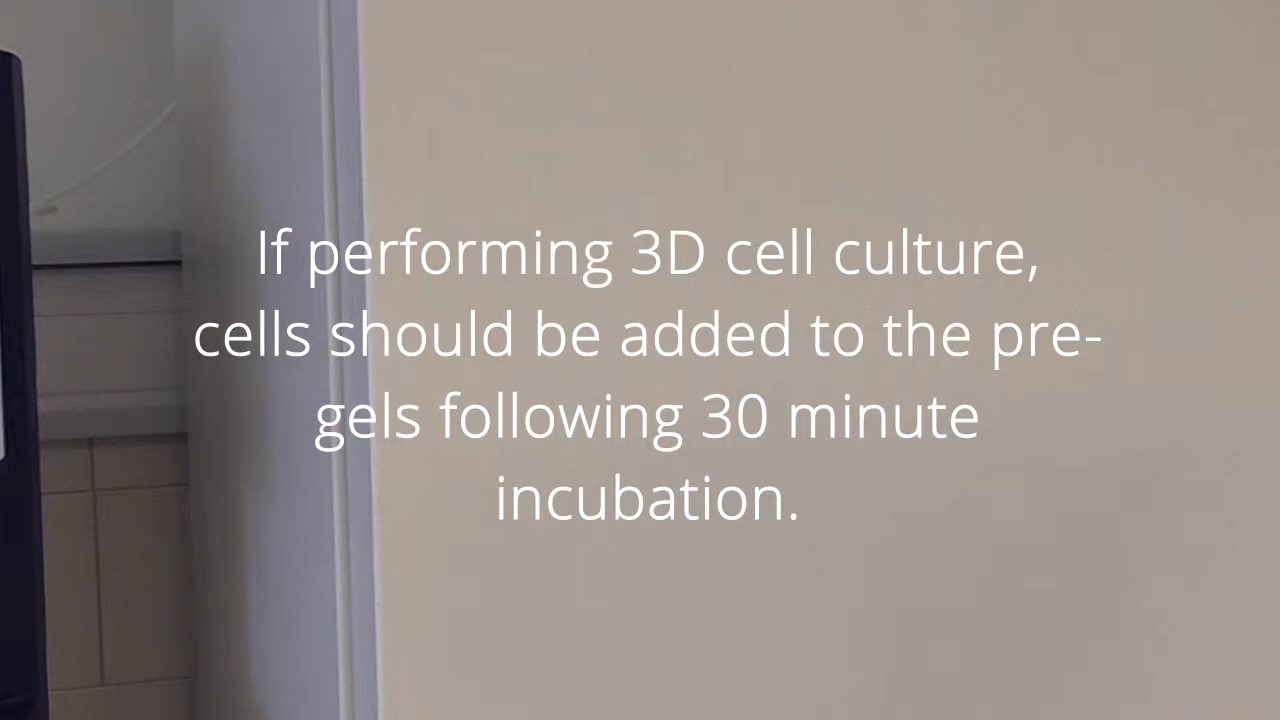 If performing 3D cell culture,
cells should be added to the pre-
gels following 30 minute
incubation.